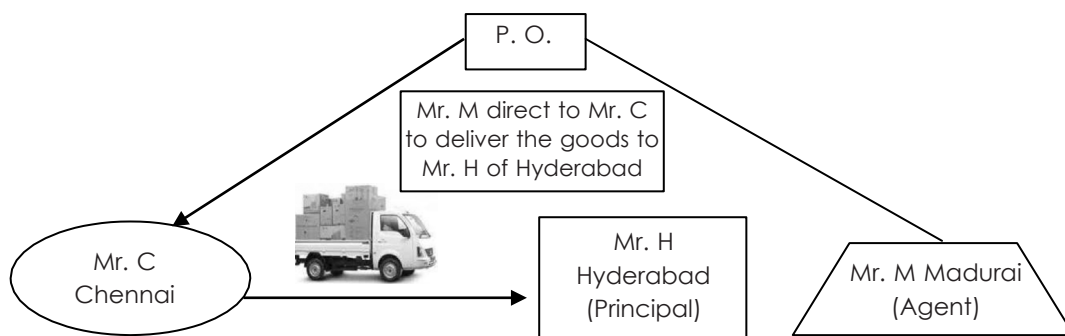 P. O.
Mr. M direct to Mr. C
to deliver the goods to
Mr. H of Hyderabad
Mr. C
Chennai
Mr. H
Hyderabad
(Principal)
Mr. M Madurai
(Agent)